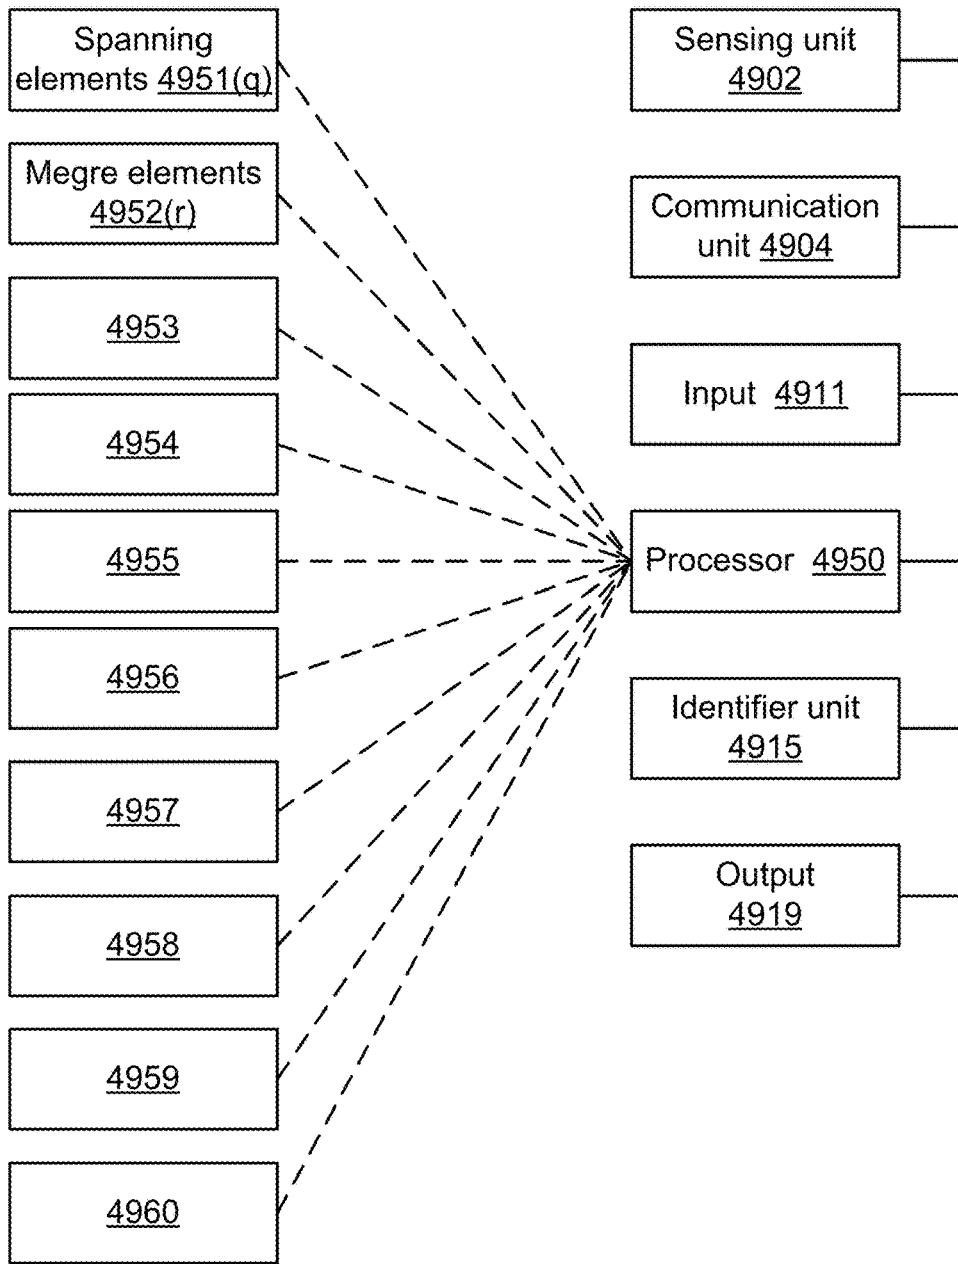 Spanning
elements 4951(q)
Megre elements
4952(r)
4953
4954
4955
4956
4957
4958
4959
4960
Sensing unit
4902
Communication
unit 4904
Input 4911
Processor 4950
Identifier unit
4915
Output
4919